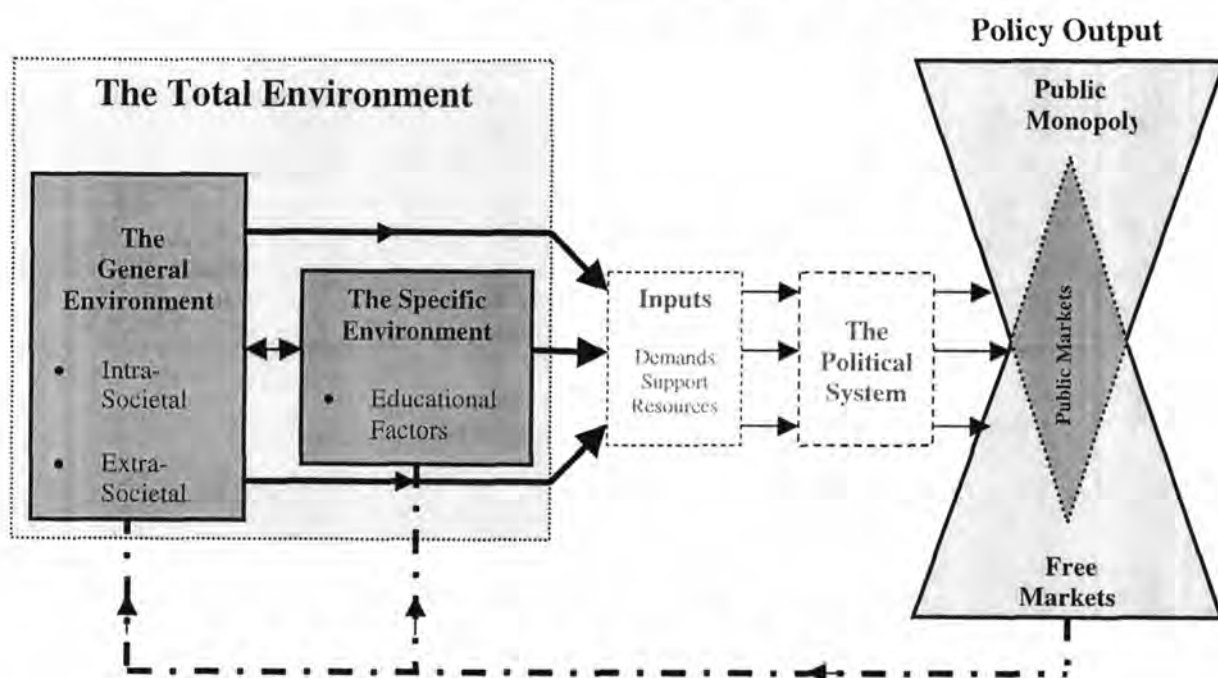 Policy Output
The Total Environment
Public
Monopoly
The
General
Environment
• Intra-
Societal
• Extra-
Societal
The Specific
Environment
• Educational
Factors
Inputs
Demands
Support
Resources
The
Political
System
Public Markets
Free
Markets